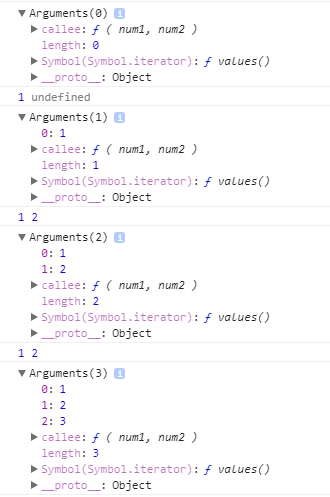 ▼ Arguments(0) i
▶ callee: ƒ ( num1, num2 )
length: 0
▶ Symbol(Symbol.iterator): ƒ values()
▶ __proto__: Object
1 undefined
▼ Arguments(1) i
0: 1
▶ callee: ƒ ( num1, num2 )
length: 1
▶ Symbol(Symbol.iterator): ƒ values()
▶ __proto__: Object
1 2
▼ Arguments(2) i
0: 1
1: 2
▶ callee: ƒ ( num1, num2 )
length: 2
▶ Symbol(Symbol.iterator): ƒ values()
▶ __proto__: Object
1 2
▼ Arguments(3) i
0: 1
1: 2
2: 3
▶ callee: ƒ ( num1, num2 )
length: 3
▶ Symbol(Symbol.iterator): ƒ values()
▶ __proto__: Object